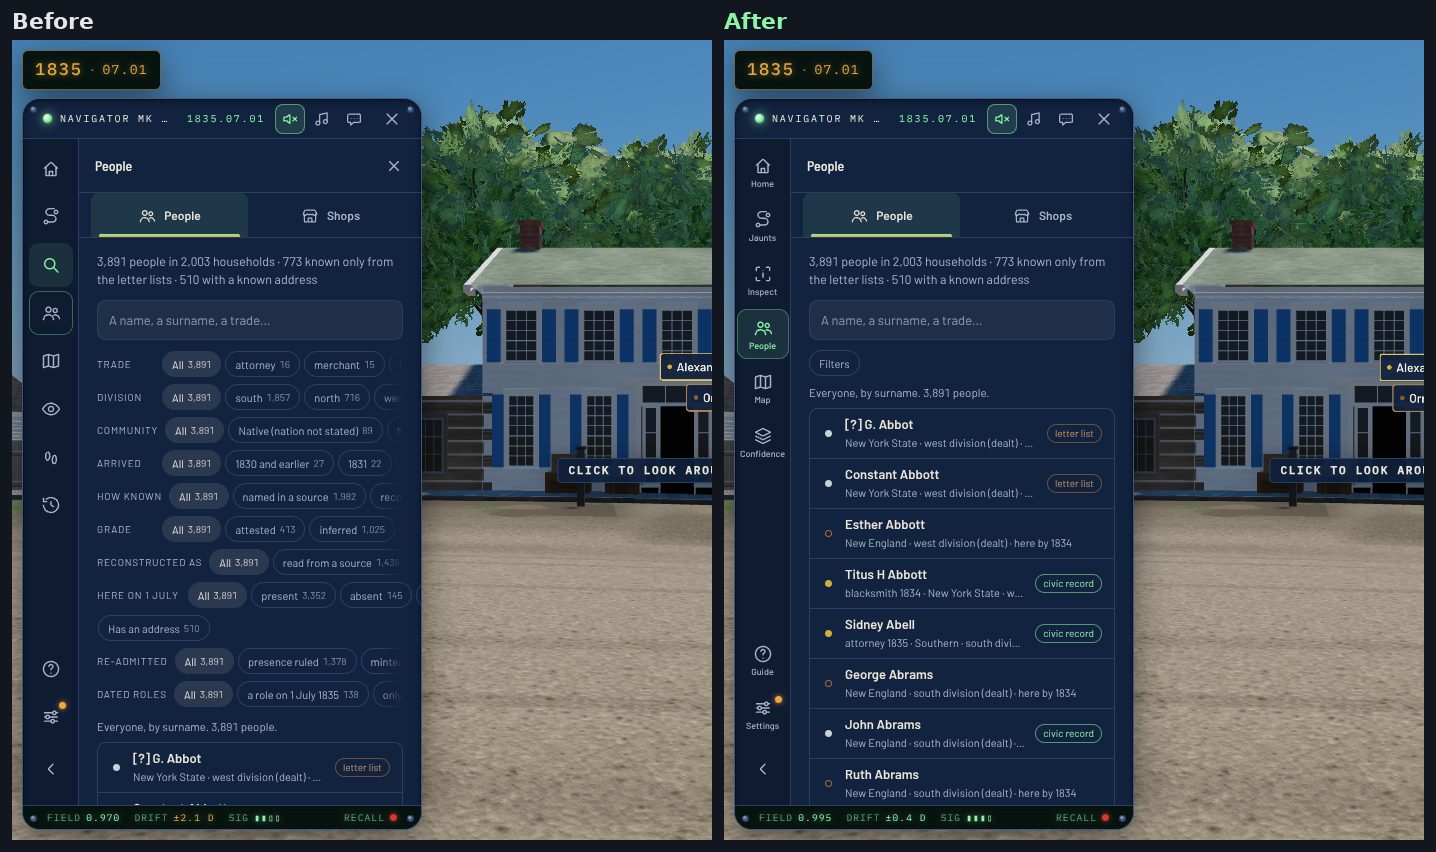 Before
1835 · 07.01
NAVIGATOR MK … 1835.07.01
People
People Shops
3,891 people in 2,003 households · 773 known only from
the letter lists · 510 with a known address
A name, a surname, a trade...
TRADE All 3,891 attorney 16 merchant 15
DIVISION All 3,891 south 1,857 north 716
COMMUNITY All 3,891 Native (nation not stated) 89
ARRIVED All 3,891 1830 and earlier 27 1831 22
HOW KNOWN All 3,891 named in a source 1,982
GRADE All 3,891 attested 413 inferred 1,025
RECONSTRUCTED AS All 3,891 read from a source 1,438
HERE ON 1 JULY All 3,891 present 3,352 absent 145
Has an address 510
RE-ADMITTED All 3,891 presence ruled 1,378
DATED ROLES All 3,891 a role on 1 July 1835 138
Everyone, by surname. 3,891 people.
[?] G. Abbot
New York State · west division (dealt) · … letter list
FIELD 0.970 DRIFT ±2.1 D SIG RECALL
CLICK TO LOOK AROU
After
1835 · 07.01
NAVIGATOR MK … 1835.07.01
Home
Jaunts
Inspect
People
Map
Confidence
Guide
Settings
People
People Shops
3,891 people in 2,003 households · 773 known only from
the letter lists · 510 with a known address
A name, a surname, a trade...
Filters
Everyone, by surname. 3,891 people.
[?] G. Abbot
New York State · west division (dealt) · … letter list
Constant Abbott
New York State · west division (dealt) · … letter list
Esther Abbott
New England · west division (dealt) · here by 1834
Titus H Abbott
blacksmith 1834 · New York State · w… civic record
Sidney Abell
attorney 1835 · Southern · south divi… civic record
George Abrams
New England · south division (dealt) · here by 1834
John Abrams
New England · south division (dealt) ·… civic record
Ruth Abrams
New England · south division (dealt) · here by 1834
FIELD 0.995 DRIFT ±0.4 D SIG RECALL
CLICK TO LOOK AROU